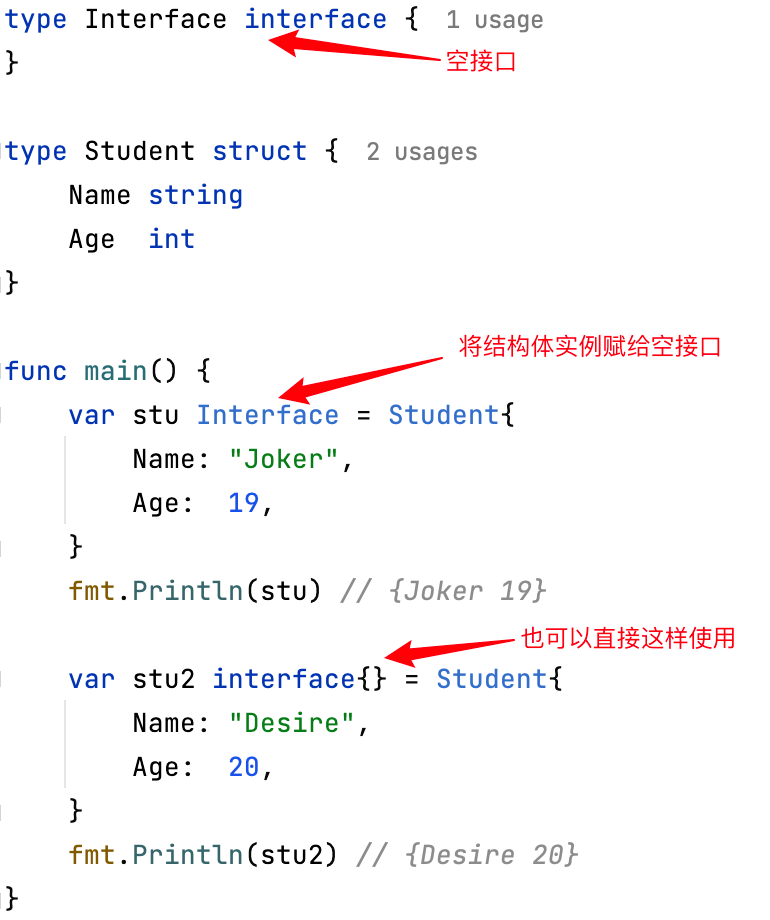 type Interface interface { 1 usage
空接口
}
type Student struct { 2 usages
Name string
Age int
}
将结构体实例赋给空接口
func main() {
var stu Interface = Student{
Name: "Joker",
Age: 19,
}
fmt.Println(stu) // {Joker 19}
也可以直接这样使用
var stu2 interface{} = Student{
Name: "Desire",
Age: 20,
}
fmt.Println(stu2) // {Desire 20}
}